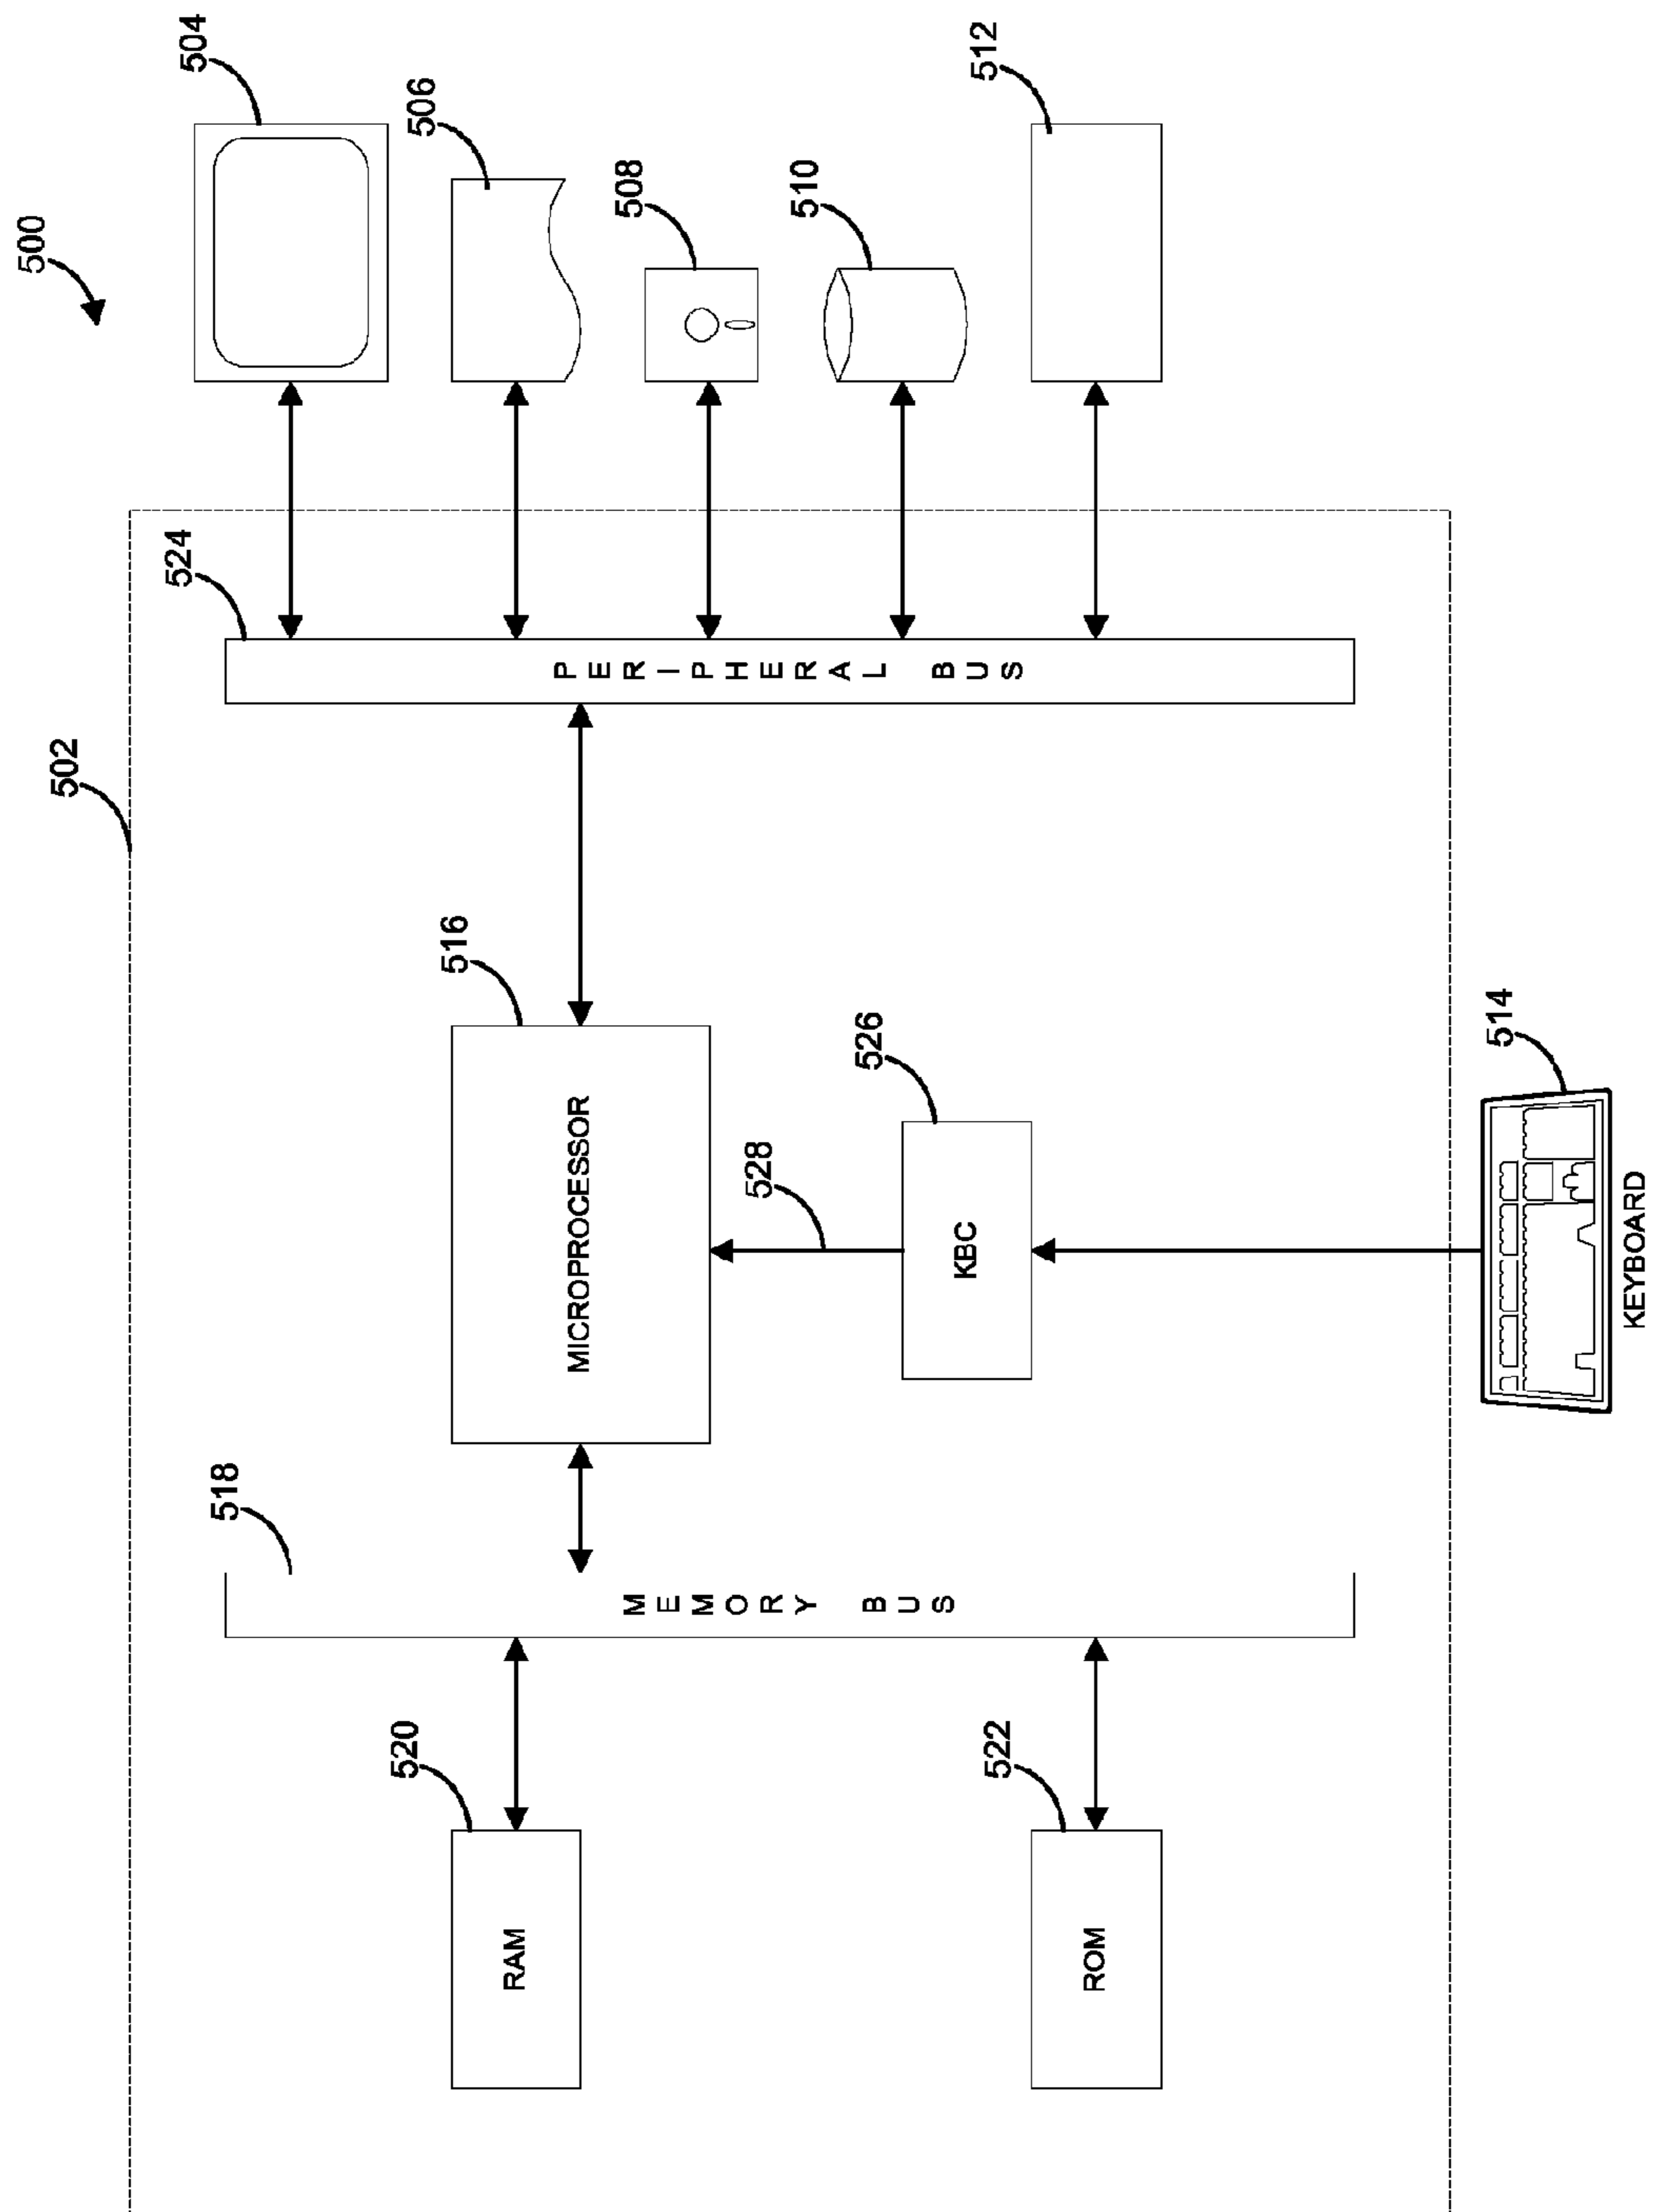 500
502
524
504
518
520
516
506
RAM
MICROPROCESSOR
MEMORY BUS
PERIPHERAL BUS
508
528
510
526
KBC
522
512
ROM
514
KEYBOARD